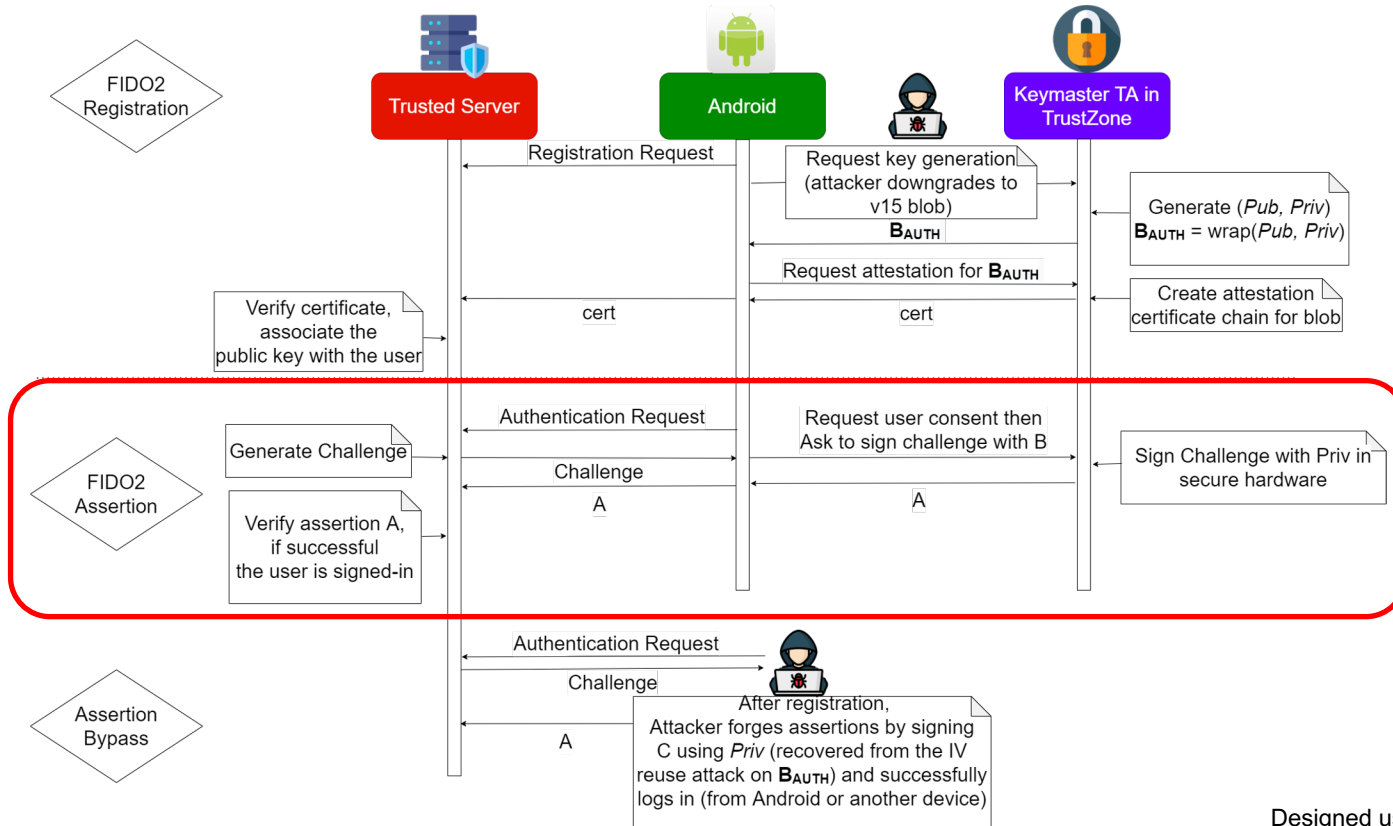 FIDO2
Registration
Trusted Server
Android
Keymaster TA in
TrustZone
Registration Request
Request key generation
(attacker downgrades to
v15 blob)
Generate (Pub, Priv)
BAUTH = wrap(Pub, Priv)
BAUTH
Request attestation for BAUTH
Create attestation
certificate chain for blob
cert
cert
Verify certificate,
associate the
public key with the user
FIDO2
Assertion
Authentication Request
Request user consent then
Ask to sign challenge with B
Generate Challenge
Challenge
Sign Challenge with Priv in
secure hardware
A
A
Verify assertion A,
if successful
the user is signed-in
Assertion
Bypass
Authentication Request
Challenge
A
After registration,
Attacker forges assertions by signing
C using Priv (recovered from the IV
reuse attack on BAUTH) and successfully
logs in (from Android or another device)
Designed u